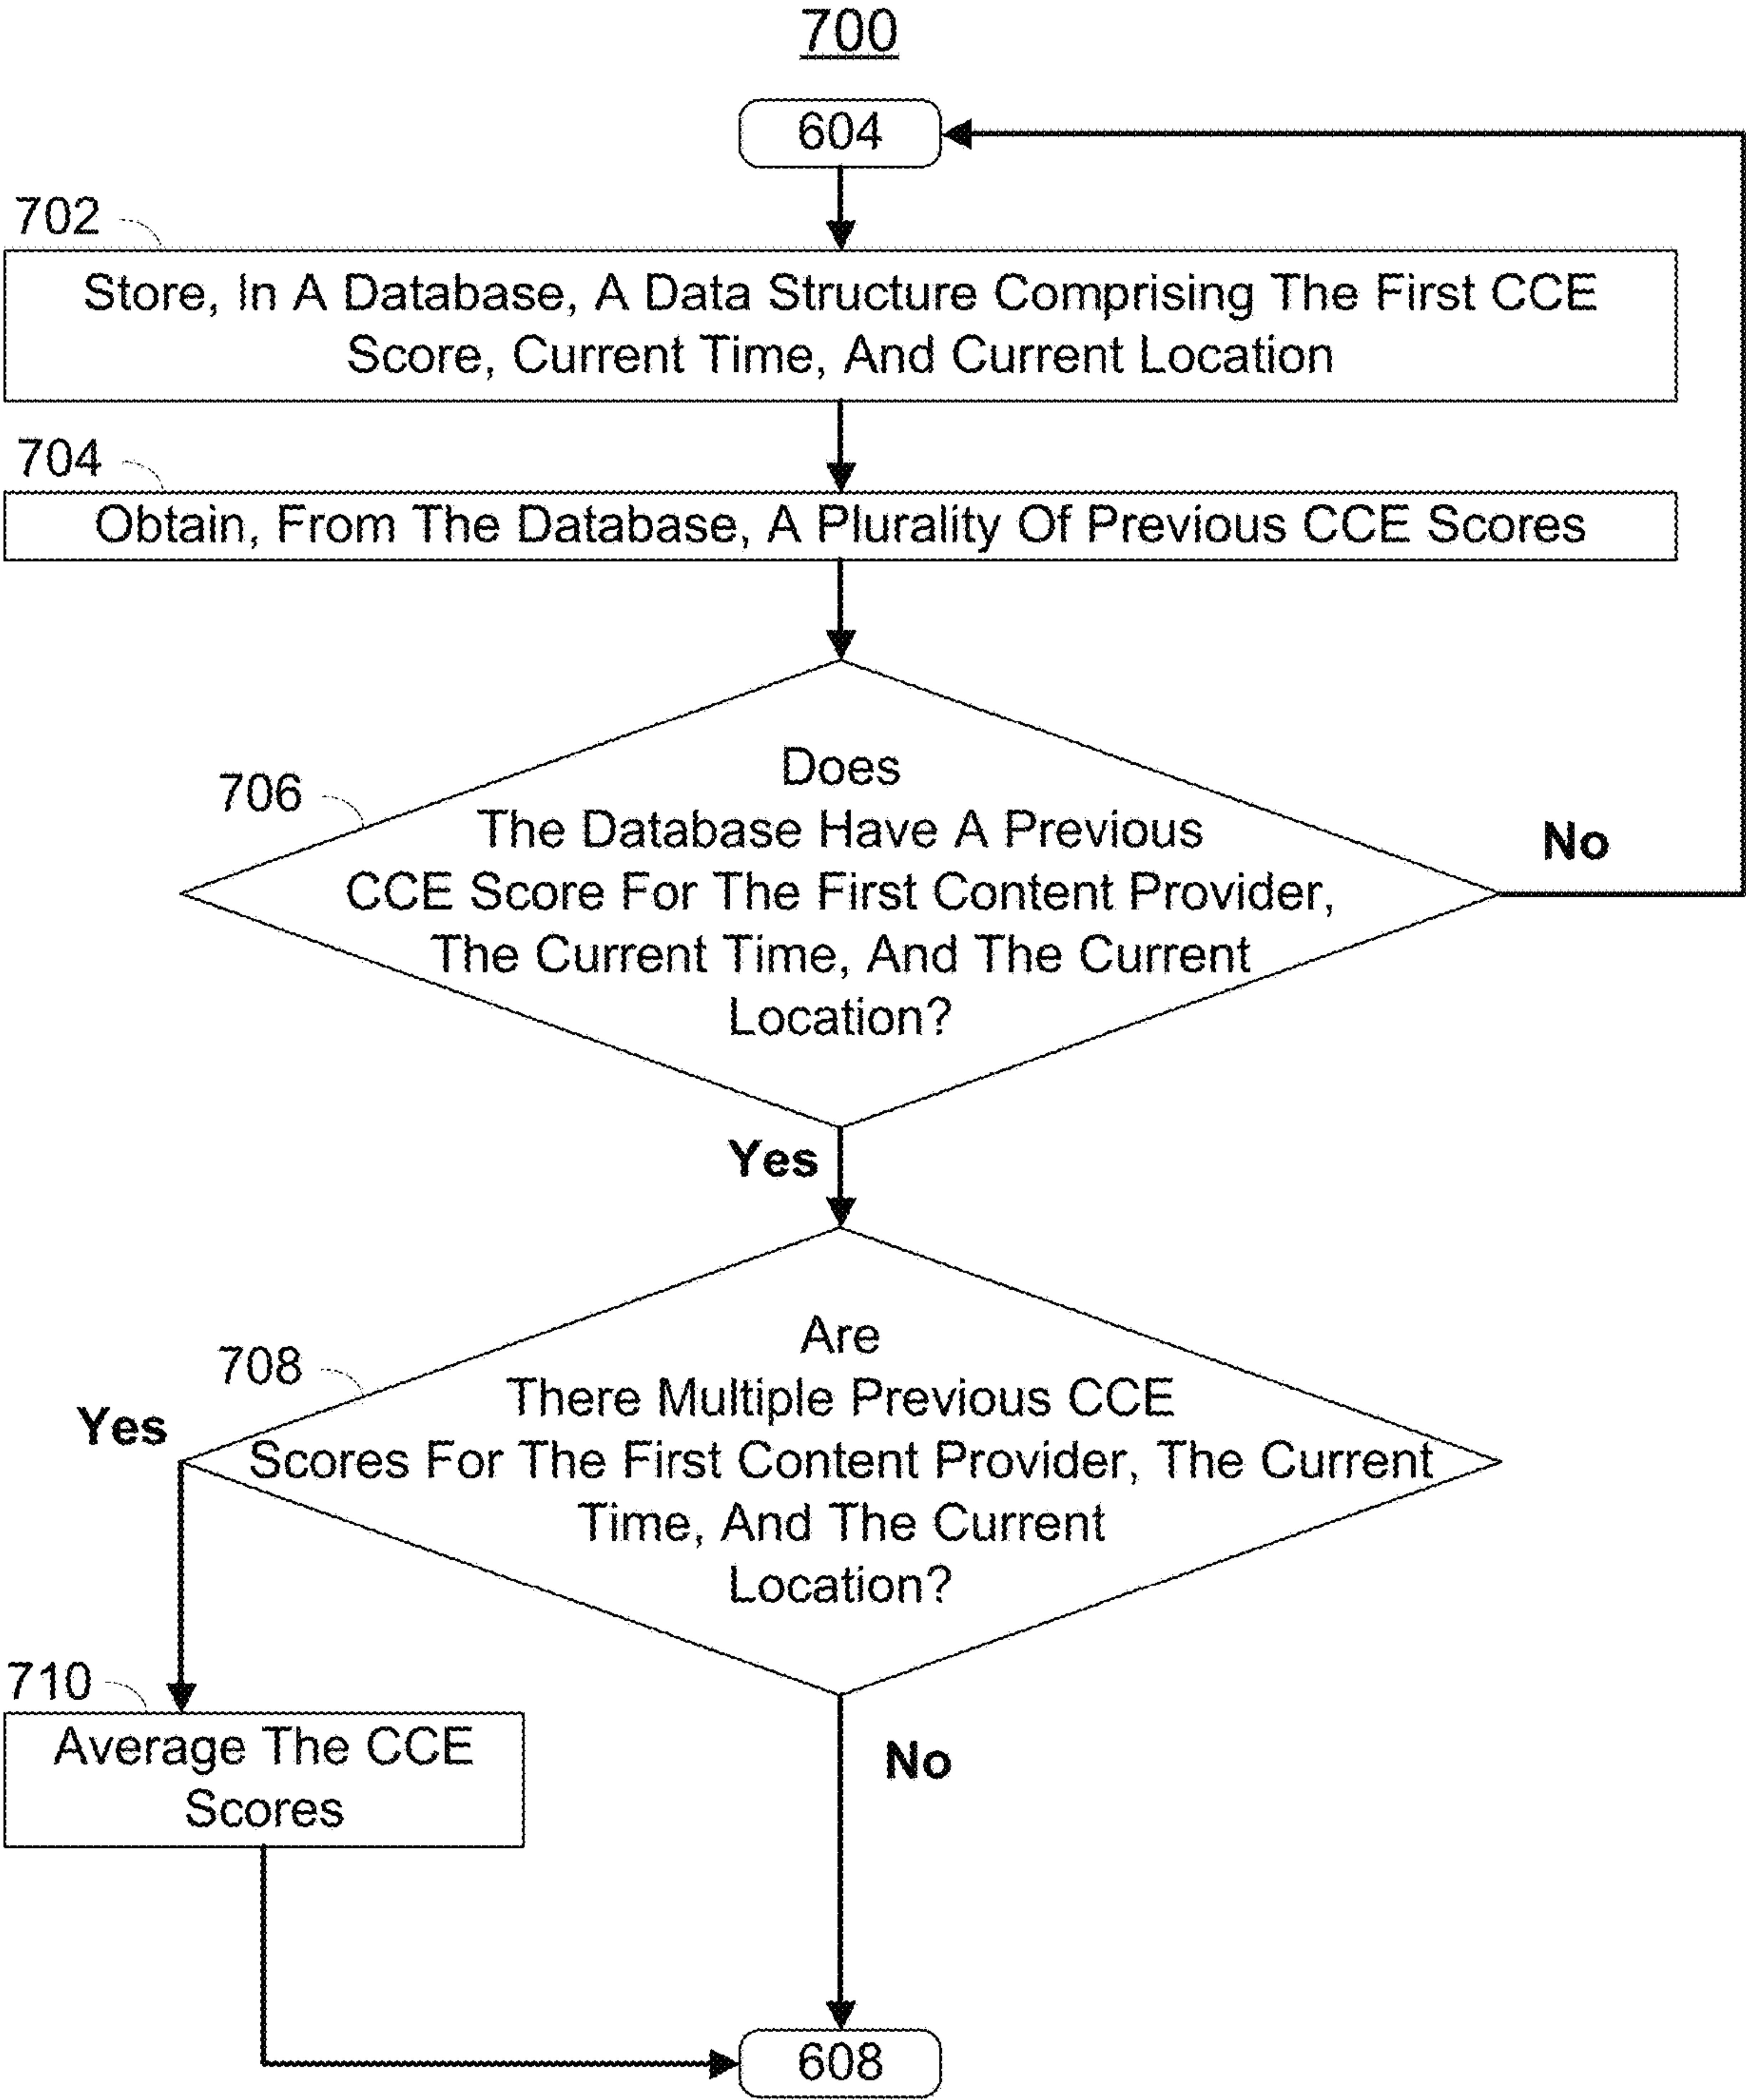 700
604
702
Store, In A Database, A Data Structure Comprising The First CCE
Score, Current Time, And Current Location
704
Obtain, From The Database, A Plurality Of Previous CCE Scores
706
Does
The Database Have A Previous
CCE Score For The First Content Provider,
The Current Time, And The Current
Location?
No
Yes
708
Are
There Multiple Previous CCE
Scores For The First Content Provider, The Current
Time, And The Current
Location?
Yes
710
Average The CCE
Scores
No
608